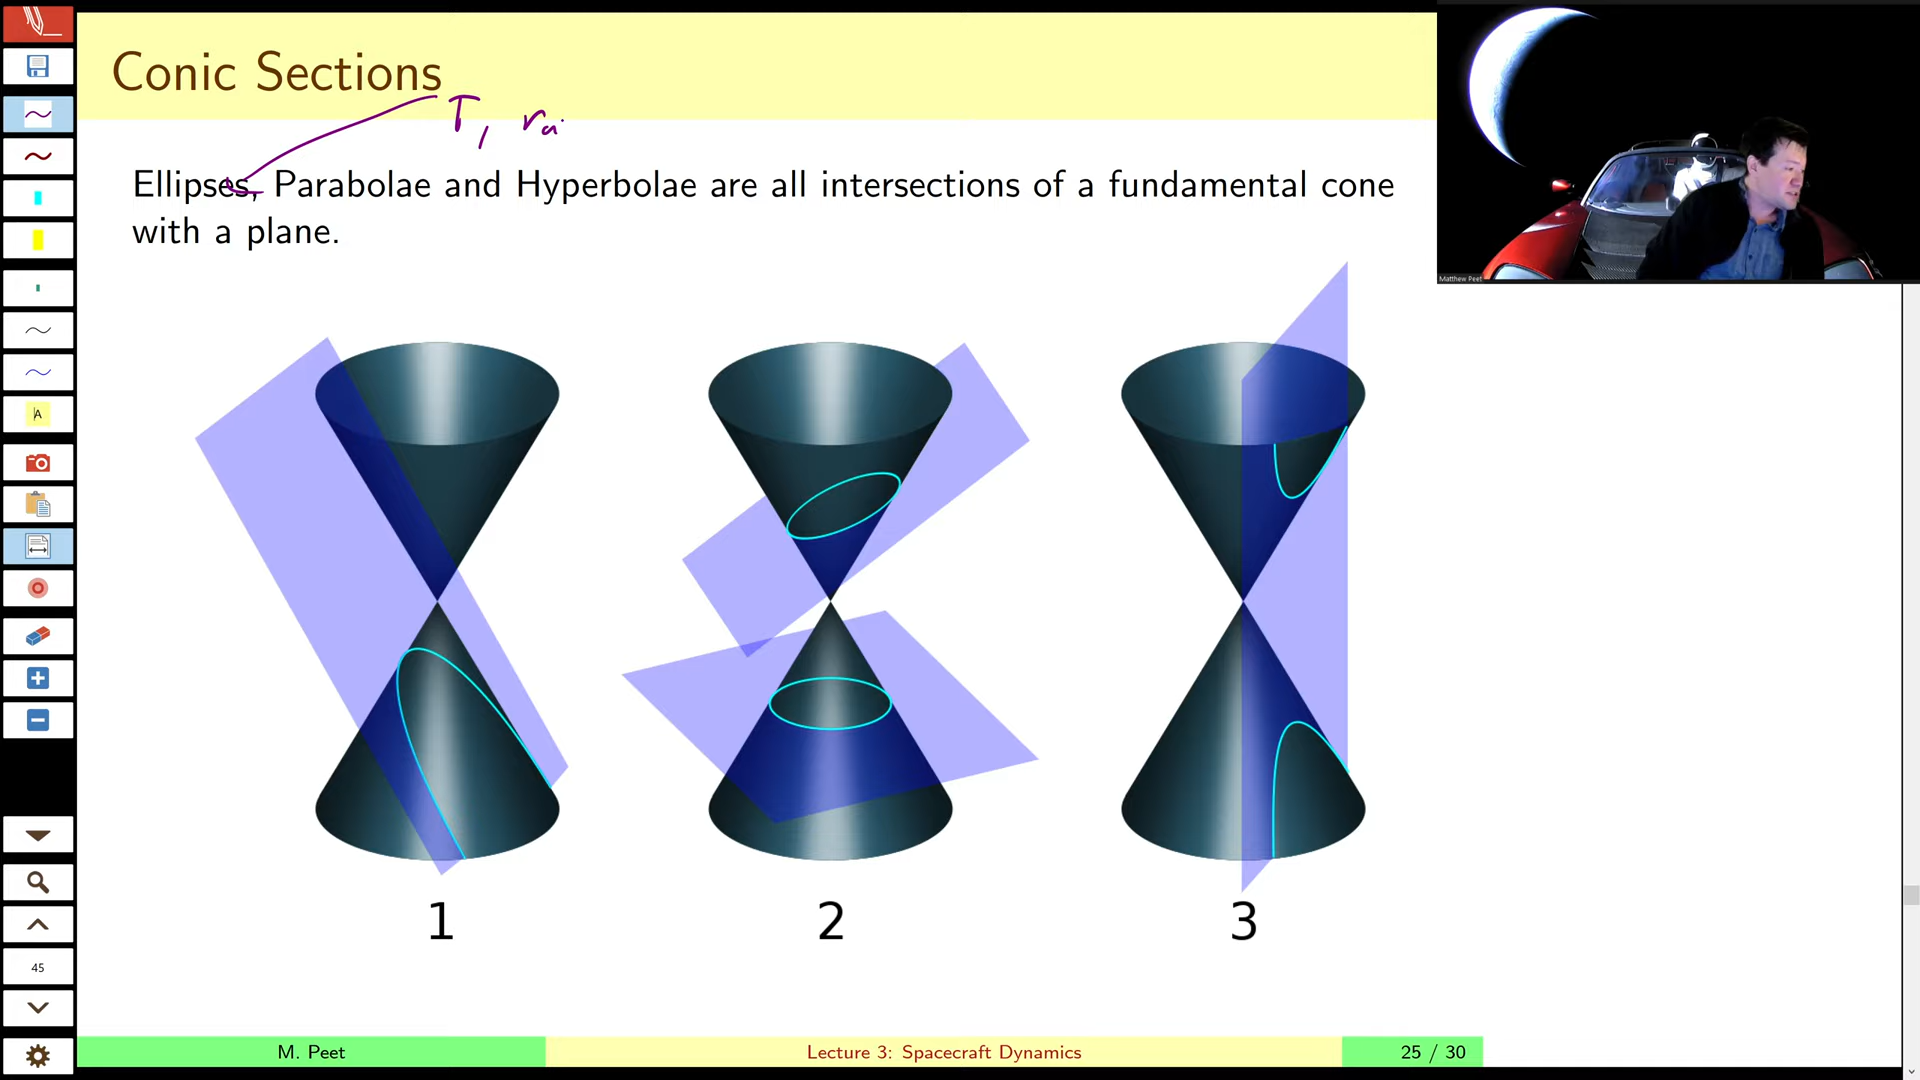 Conic Sections
T, ra
Ellipses, Parabolae and Hyperbolae are all intersections of a fundamental cone
with a plane.
1
2
3
M. Peet
Lecture 3: Spacecraft Dynamics
25 / 30
A
45
Matthew Peet